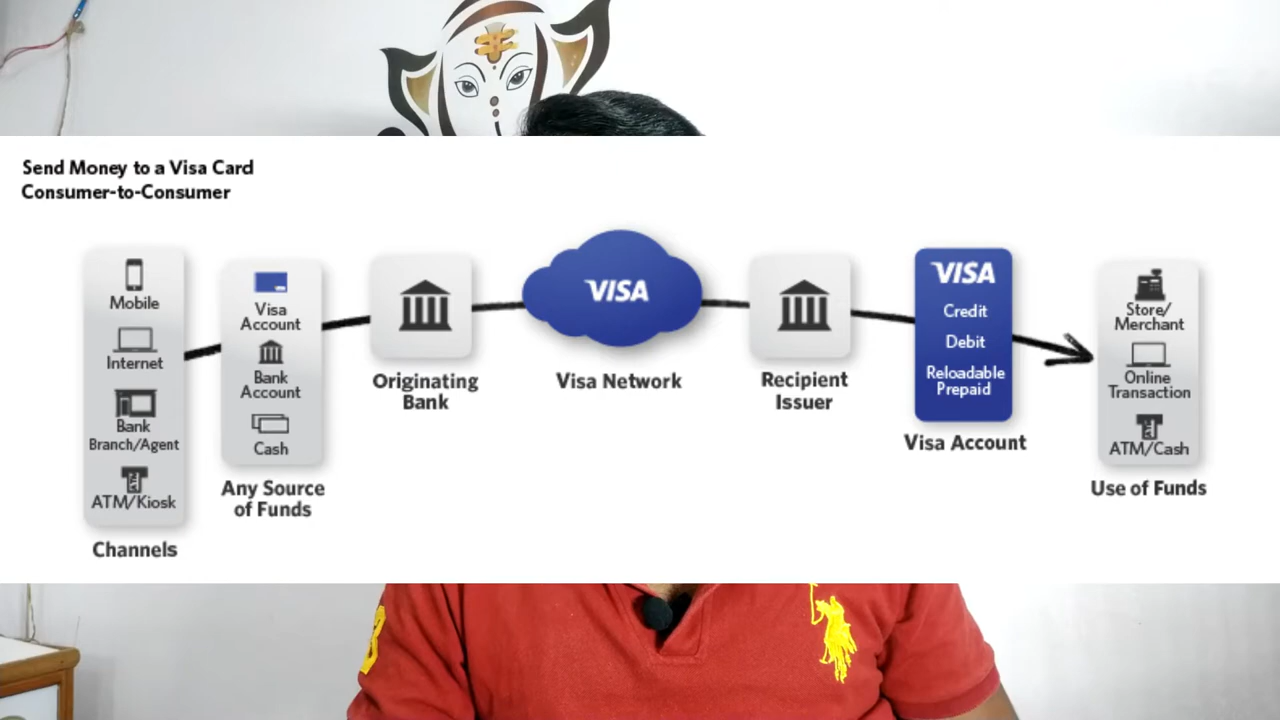 Send Money to a Visa Card
Consumer-to-Consumer
Mobile
Internet
Bank
Branch/Agent
ATM
ATM/Kiosk
Channels
Visa
Account
Bank
Account
Cash
Any Source
of Funds
Originating
Bank
VISA
Visa Network
Recipient
Issuer
VISA
Credit
Debit
Reloadable
Prepaid
Visa Account
Store/
Merchant
Online
Transaction
ATM
ATM/Cash
Use of Funds